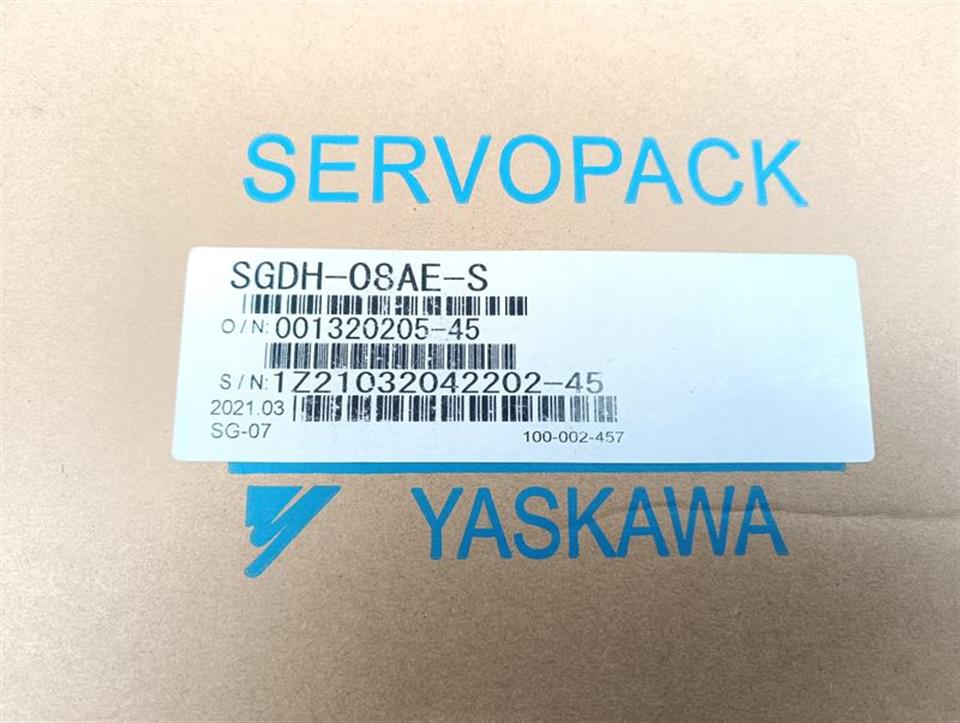 SERVOPACK
SGDH-08AE-S
O/N: 001320205-45
S/N: 1Z21032042202-45
2021.03
SG-07 100-002-457
YASKAWA